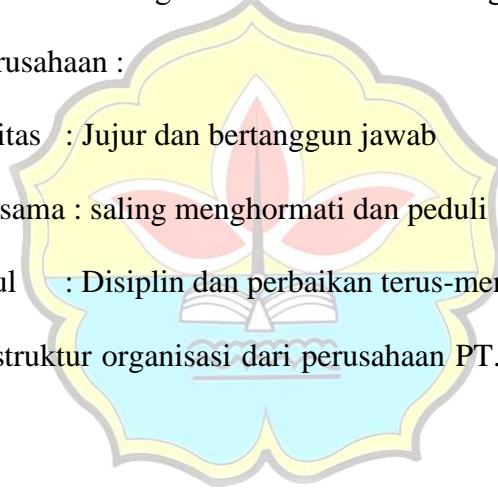 rusahaan :
itas : Jujur dan bertanggun jawab
sama : saling menghormati dan peduli
ul : Disiplin dan perbaikan terus-mer
struktur organisasi dari perusahaan PT.